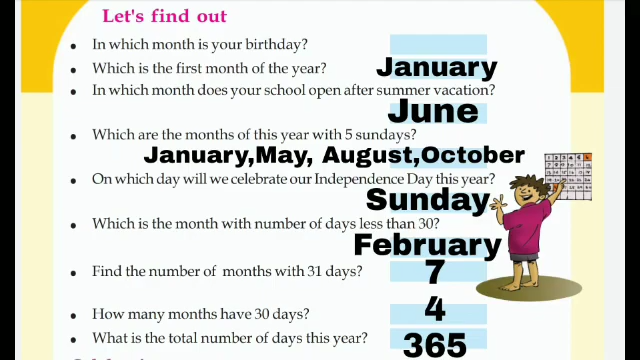 Let's find out
In which month is your birthday?
Which is the first month of the year?
January
In which month does your school open after summer vacation?
June
Which are the months of this year with 5 sundays?
January,May, August,October
On which day will we celebrate our Independence Day this year?
Sunday
Which is the month with number of days less than 30?
February
Find the number of months with 31 days?
7
How many months have 30 days?
4
What is the total number of days this year?
365